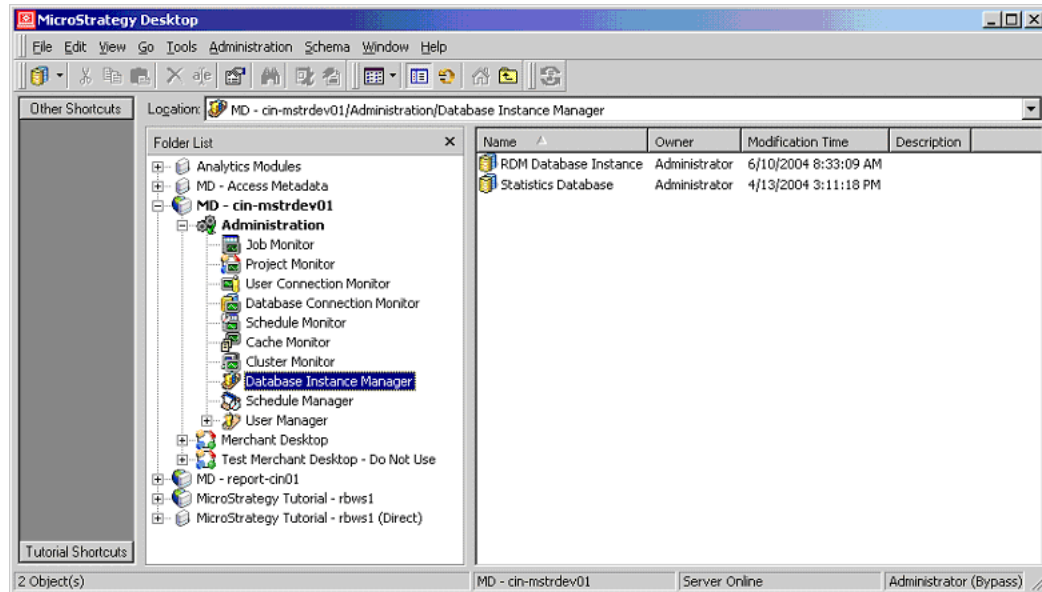 MicroStrategy Desktop
File Edit View Go Tools Administration Schema Window Help
Other Shortcuts
Location: MD - cin-mstrdev01/Administration/Database Instance Manager
Folder List
Analytics Modules
MD - Access Metadata
MD - cin-mstrdev01
Administration
Job Monitor
Project Monitor
User Connection Monitor
Database Connection Monitor
Schedule Monitor
Cache Monitor
Cluster Monitor
Database Instance Manager
Schedule Manager
User Manager
Merchant Desktop
Test Merchant Desktop - Do Not Use
MD - report-cin01
MicroStrategy Tutorial - rbws1
MicroStrategy Tutorial - rbws1 (Direct)
Tutorial Shortcuts
Name Owner Modification Time Description
RDM Database Instance Administrator 6/10/2004 8:33:09 AM
Statistics Database Administrator 4/13/2004 3:11:18 PM
2 Object(s) MD - cin-mstrdev01 Server Online Administrator (Bypass)